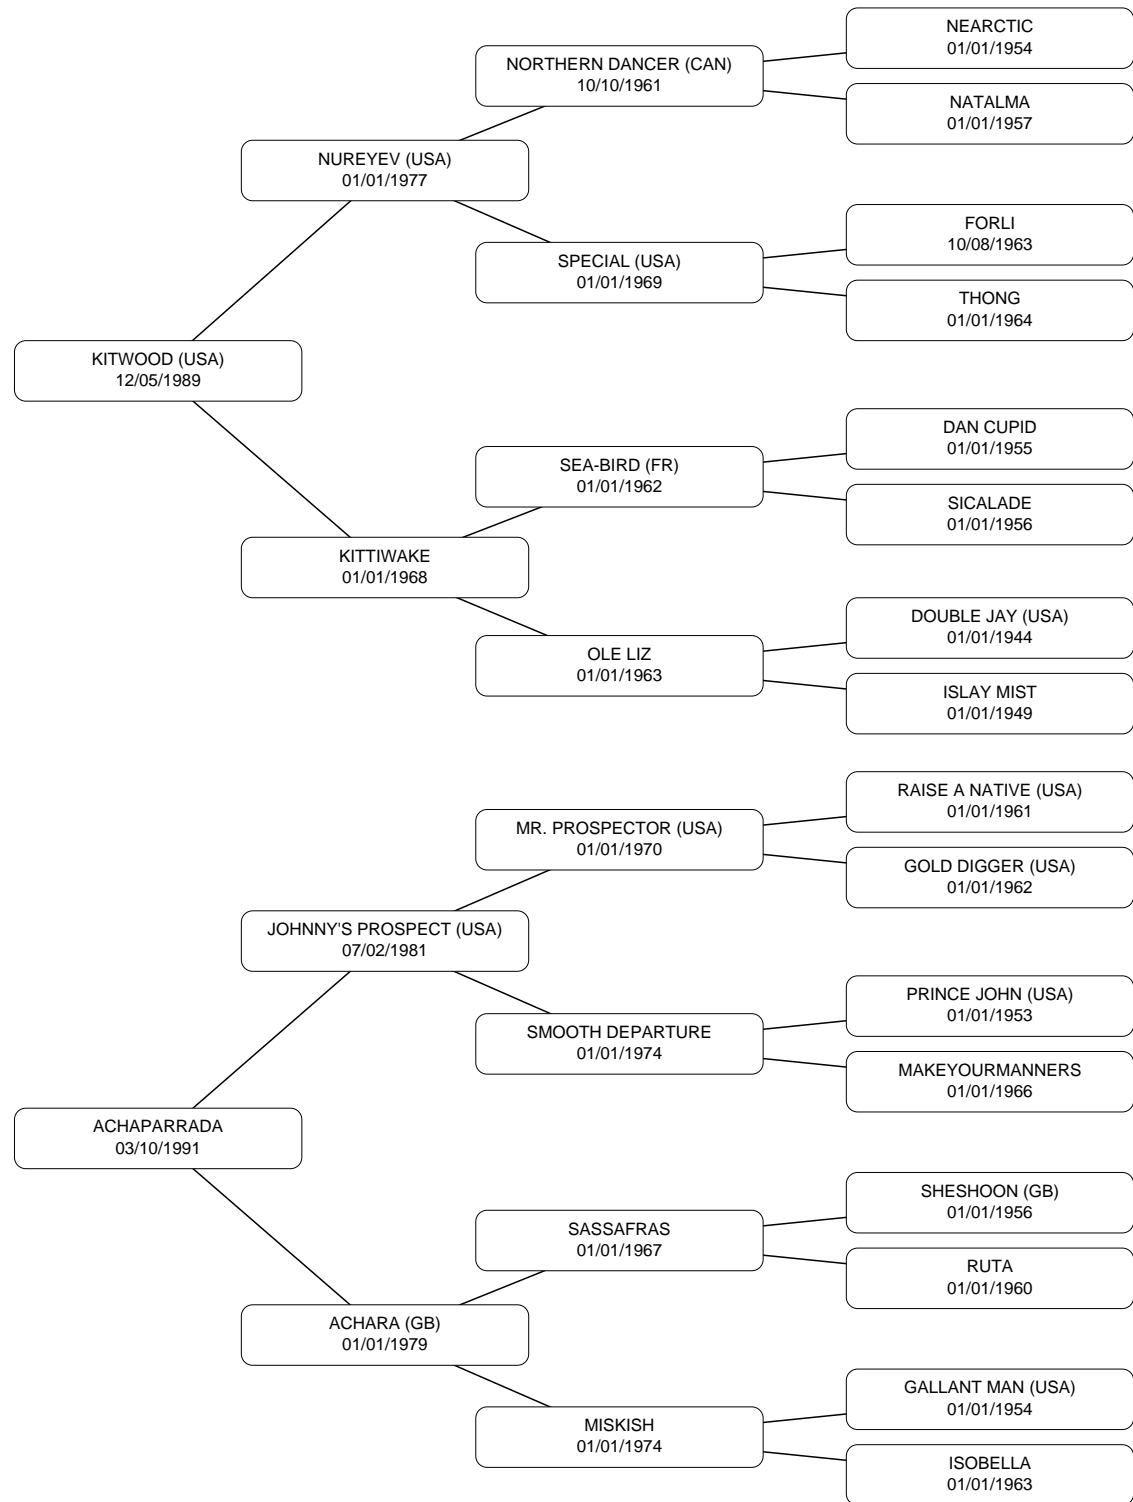 NEARCTIC
01/01/1954
NORTHERN DANCER (CAN)
10/10/1961
NATALMA
01/01/1957
NUREYEV (USA)
01/01/1977
FORLI
10/08/1963
SPECIAL (USA)
01/01/1969
THONG
01/01/1964
KITWOOD (USA)
12/05/1989
DAN CUPID
01/01/1955
SEA-BIRD (FR)
01/01/1962
SICALADE
01/01/1956
KITTIWAKE
01/01/1968
DOUBLE JAY (USA)
01/01/1944
OLE LIZ
01/01/1963
ISLAY MIST
01/01/1949
RAISE A NATIVE (USA)
01/01/1961
MR. PROSPECTOR (USA)
01/01/1970
GOLD DIGGER (USA)
01/01/1962
JOHNNY'S PROSPECT (USA)
07/02/1981
PRINCE JOHN (USA)
01/01/1953
SMOOTH DEPARTURE
01/01/1974
MAKEYOURMANNERS
01/01/1966
ACHAPARRADA
03/10/1991
SHESHOON (GB)
01/01/1956
SASSAFRAS
01/01/1967
RUTA
01/01/1960
ACHARA (GB)
01/01/1979
GALLANT MAN (USA)
01/01/1954
MISKISH
01/01/1974
ISOBELLA
01/01/1963